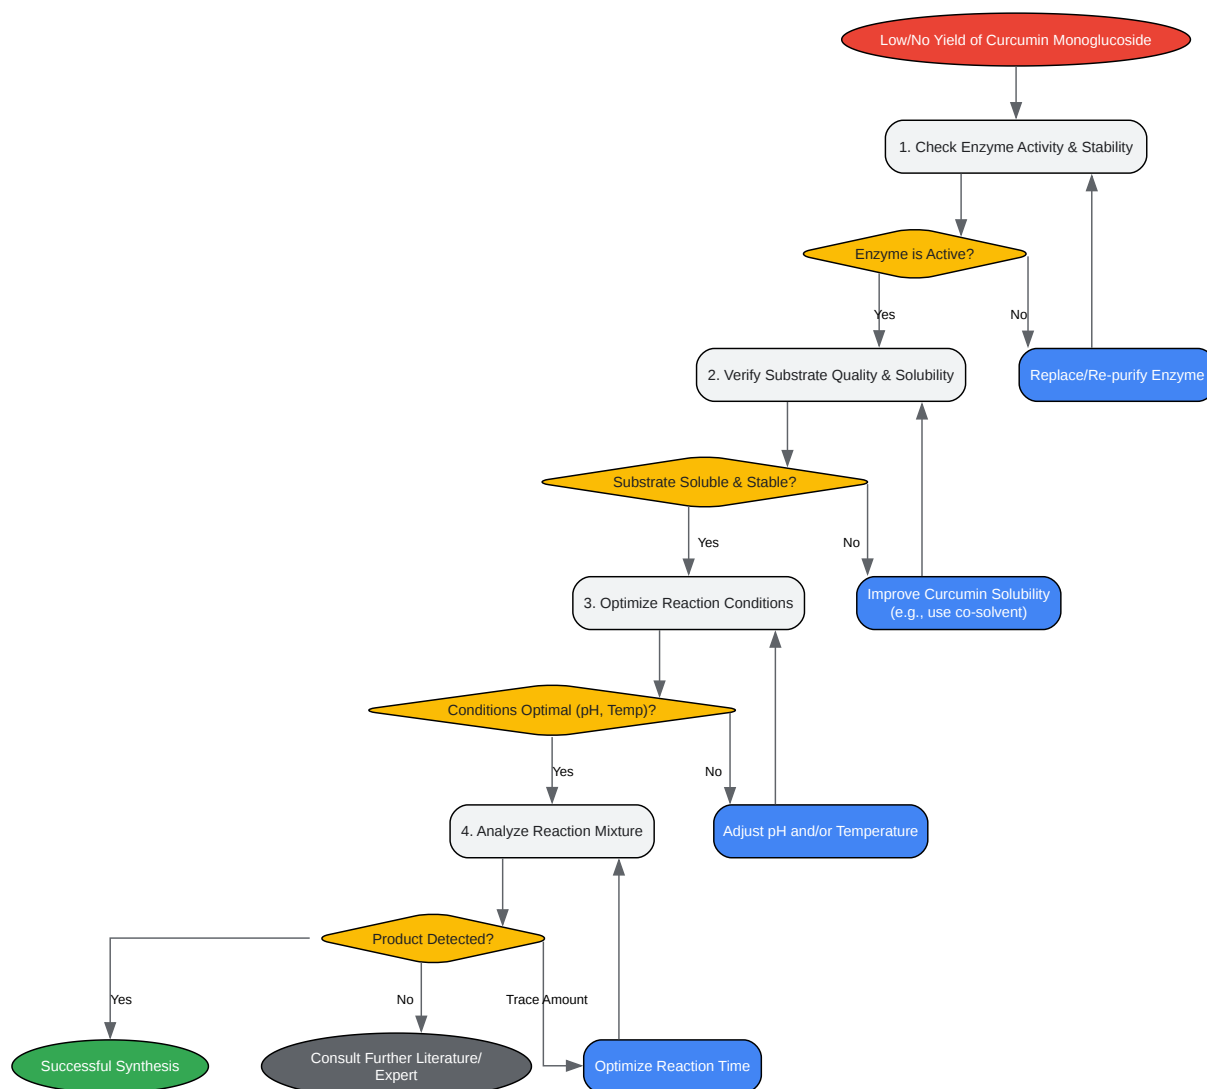 Low/No Yield of Curcumin Monoglucoside
1. Check Enzyme Activity & Stability
Enzyme is Active?
Yes
No
2. Verify Substrate Quality & Solubility
Replace/Re-purify Enzyme
Substrate Soluble & Stable?
Yes
No
3. Optimize Reaction Conditions
Improve Curcumin Solubility
(e.g., use co-solvent)
Conditions Optimal (pH, Temp)?
Yes
No
4. Analyze Reaction Mixture
Adjust pH and/or Temperature
Product Detected?
Yes
No
Trace Amount
Successful Synthesis
Consult Further Literature/
Expert
Optimize Reaction Time